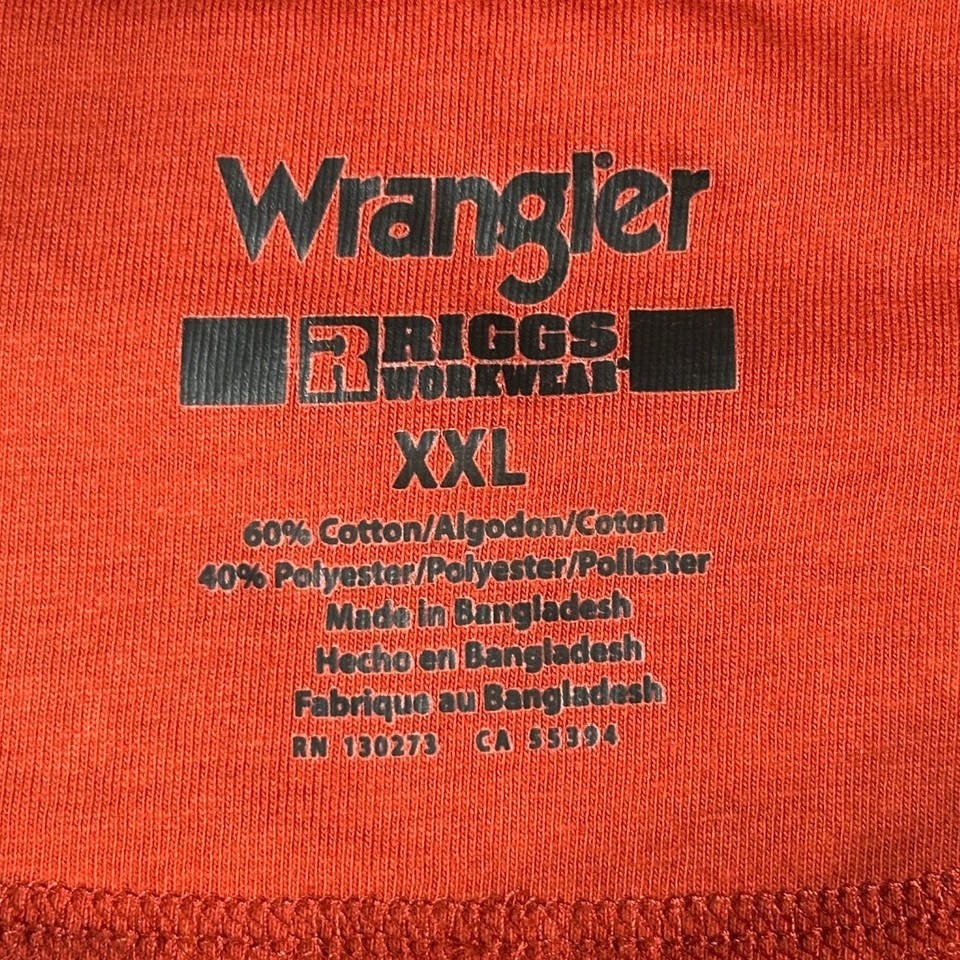 Wrangler
R RIGGS
WORKWEAR
XXL
60% Cotton/Algodon/Coton
40% Polyester/Polyester/Poliester
Made in Bangladesh
Hecho en Bangladesh
Fabrique au Bangladesh
RN 130273 CA 55394